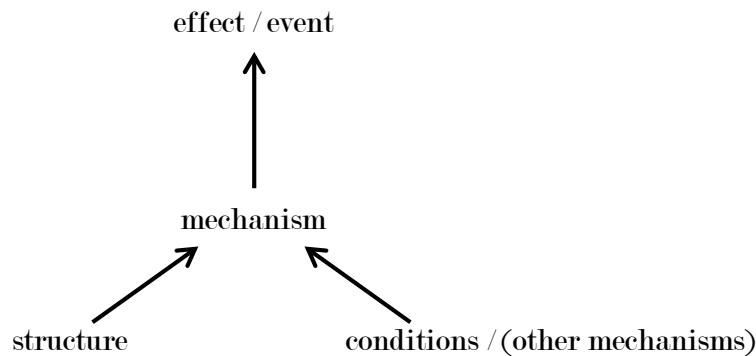 effect / event
mechanism
structure
conditions / (other mechanisms)